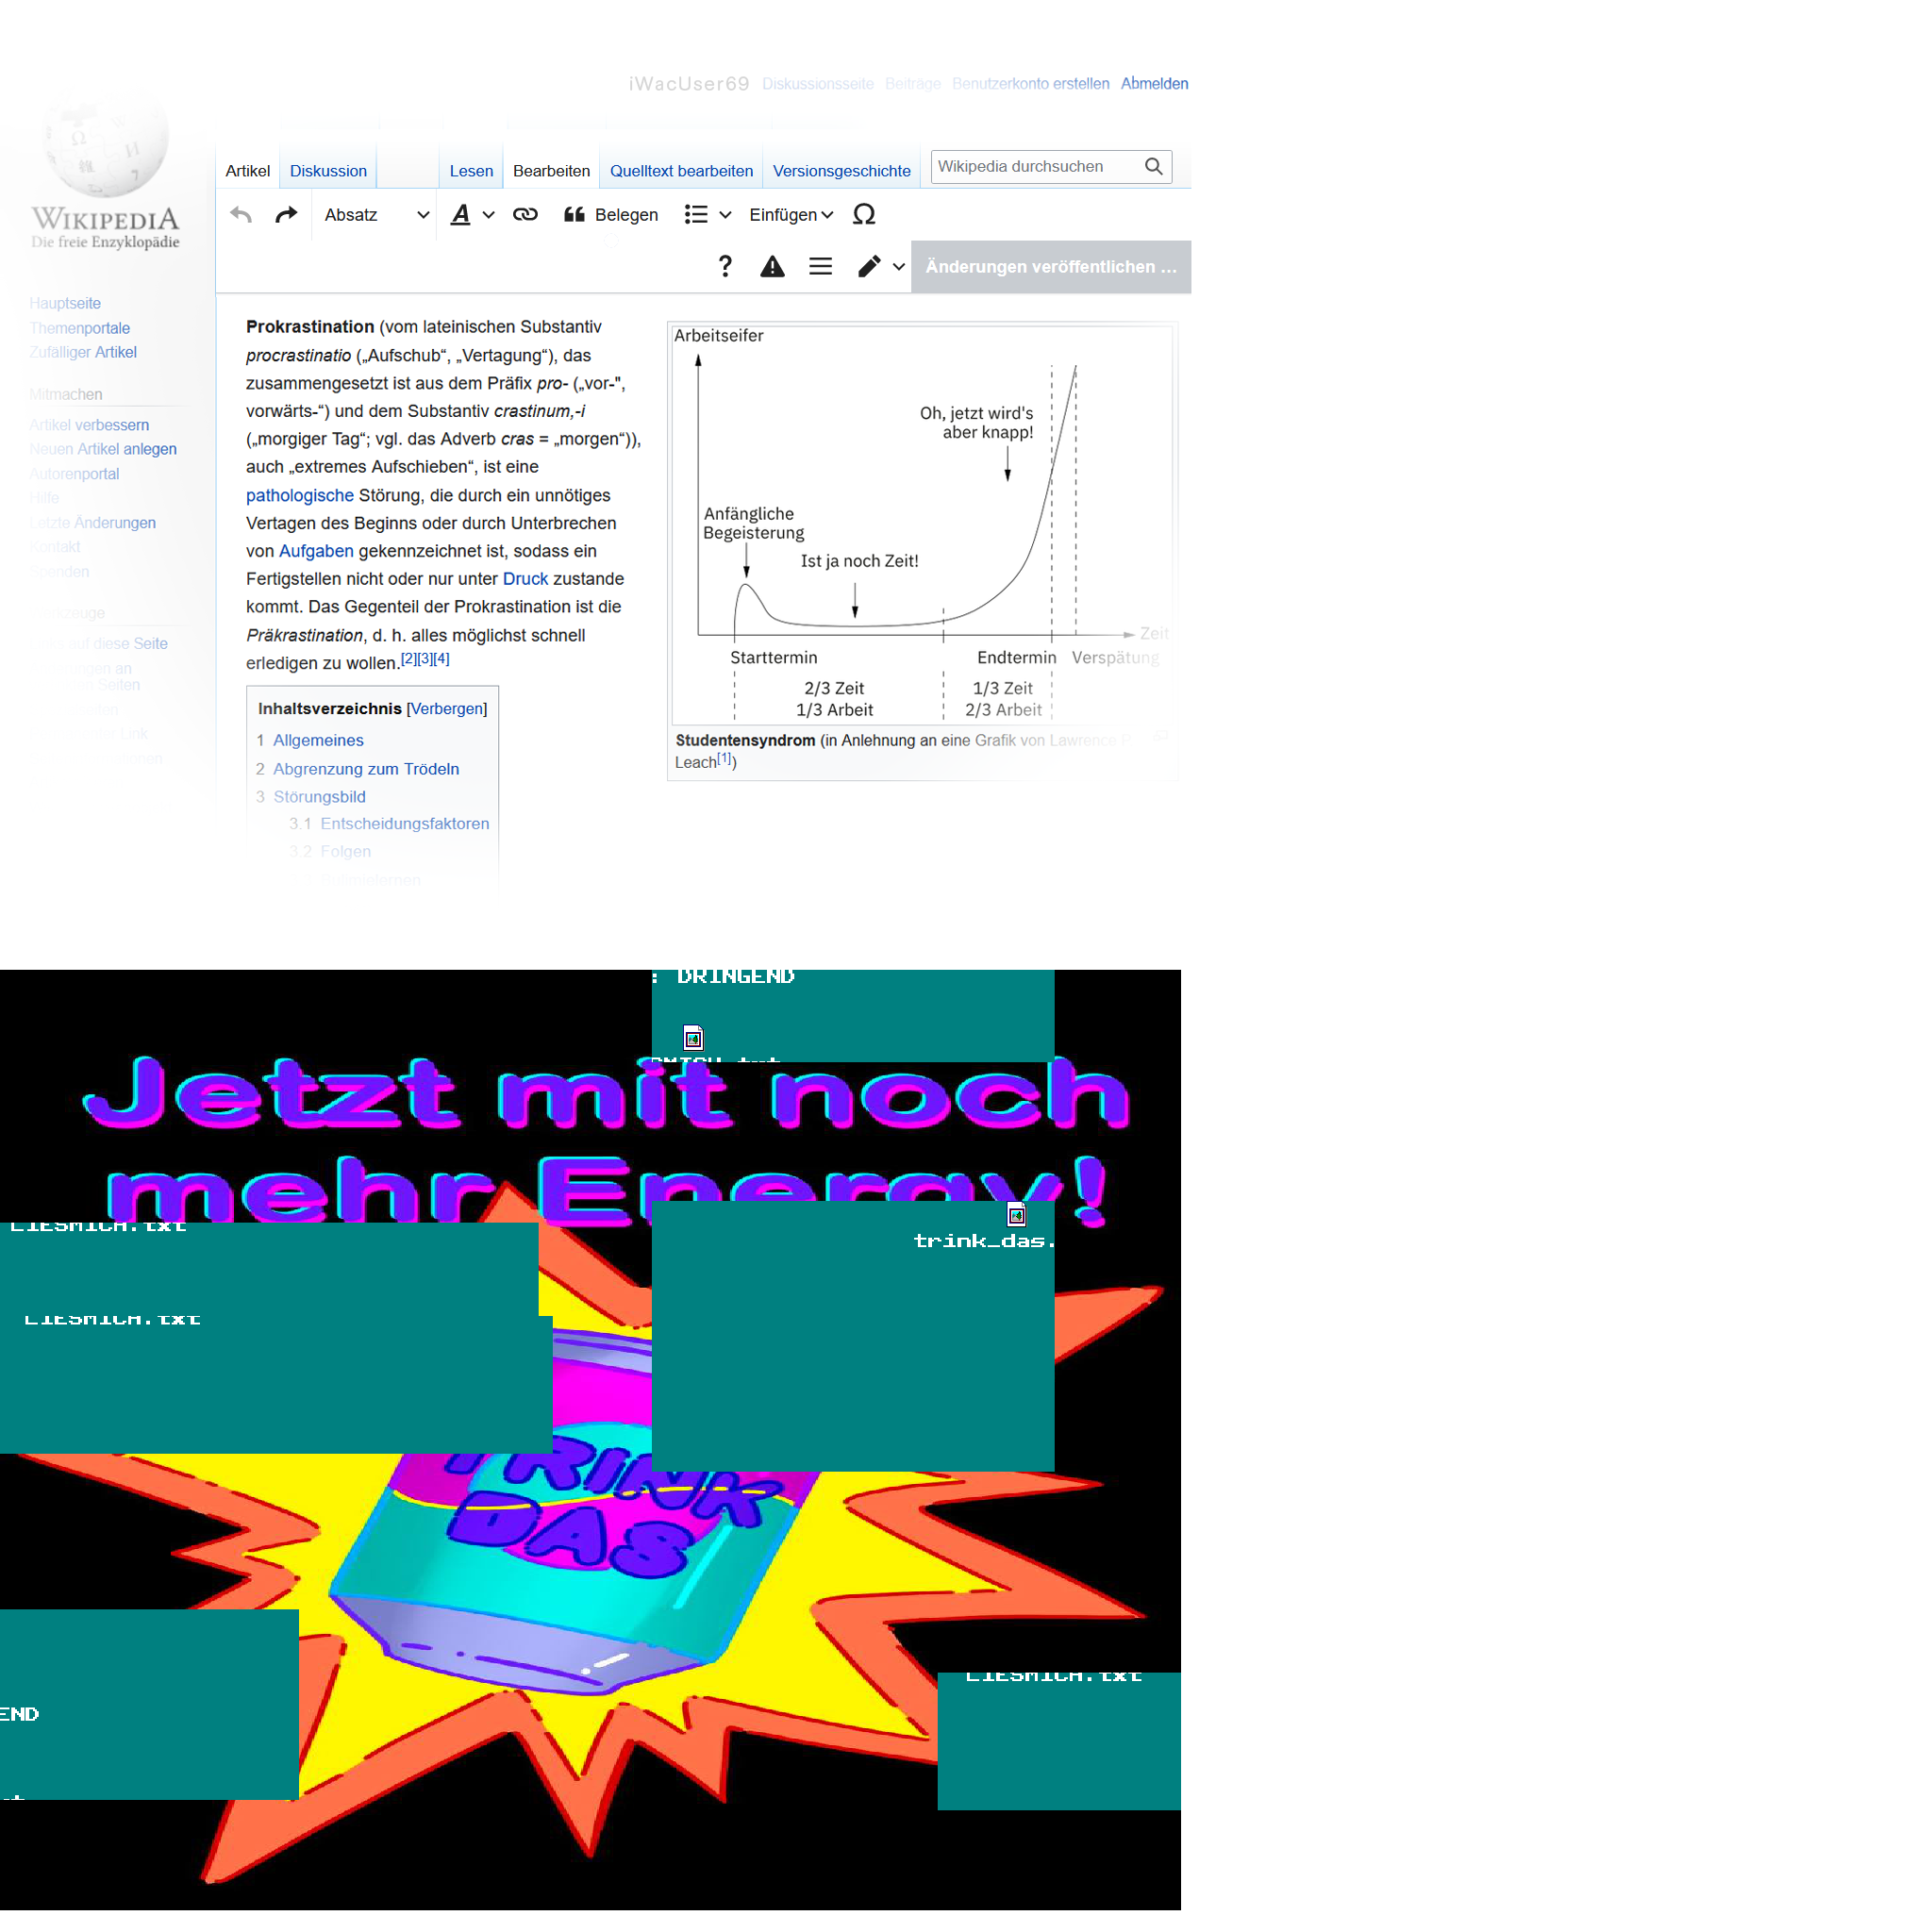 iWacUser69 Diskussionsseite Beiträge Benutzerkonto erstellen Abmelden
WIKIPEDIA
Die freie Enzyklopädie
Artikel Diskussion Lesen Bearbeiten Quelltext bearbeiten Versionsgeschichte Wikipedia durchsuchen
Absatz A Belegen Einfügen Ω
? Änderungen veröffentlichen ...
Hauptseite
Themenportale
Zufälliger Artikel
Mitmachen
Artikel verbessern
Neuen Artikel anlegen
Autorenportal
Hilfe
Letzte Änderungen
Kontakt
Spenden
auf diese Seite
Prokrastination (vom lateinischen Substantiv
procrastinatio („Aufschub“, „Vertagung“), das
zusammengesetzt ist aus dem Präfix pro- („vor-",
vorwärts-“) und dem Substantiv crastinum,-i
(„morgiger Tag“; vgl. das Adverb cras = „morgen“)),
auch „extremes Aufschieben“, ist eine
pathologische Störung, die durch ein unnötiges
Vertagen des Beginns oder durch Unterbrechen
von Aufgaben gekennzeichnet ist, sodass ein
Fertigstellen nicht oder nur unter Druck zustande
kommt. Das Gegenteil der Prokrastination ist die
Präkrastination, d. h. alles möglichst schnell
erledigen zu wollen.[2][3][4]
Inhaltsverzeichnis [Verbergen]
1 Allgemeines
2 Abgrenzung zum Trödeln
3 Störungsbild
3.1 Entscheidungsfaktoren
3.2 Folgen
Arbeitseifer
Oh, jetzt wird's
aber knapp!
Anfängliche
Begeisterung
Ist ja noch Zeit!
Zeit
Starttermin Endtermin Verspätung
2/3 Zeit 1/3 Zeit
1/3 Arbeit 2/3 Arbeit
Studentensyndrom (in Anlehnung an eine Grafik von Lawrence
Leach[1])
: DRINGEND
Jetzt mit noch
mehr Energy!
LIESMICH.txt
trink_das.
LIESMICH.txt
TRINK
DAS
LIESMICH.txt
END